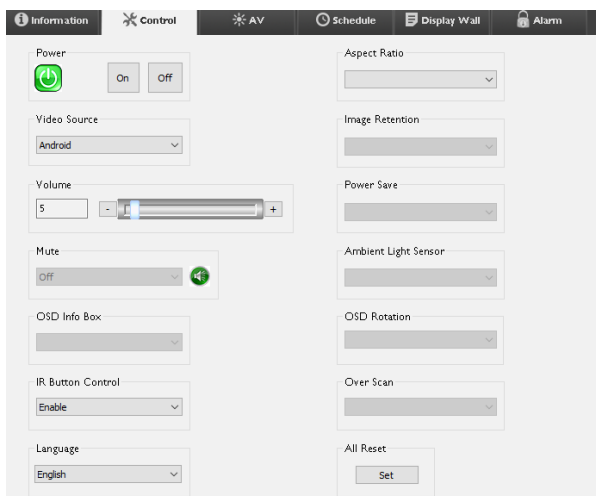 Information Control AV Schedule Display Wall Alarm
Power
On Off
Aspect Ratio
Video Source
Android
Image Retention
Volume
5 - +
Power Save
Mute
Off
Ambient Light Sensor
OSD Info Box
OSD Rotation
IR Button Control
Enable
Over Scan
Language
English
All Reset
Set